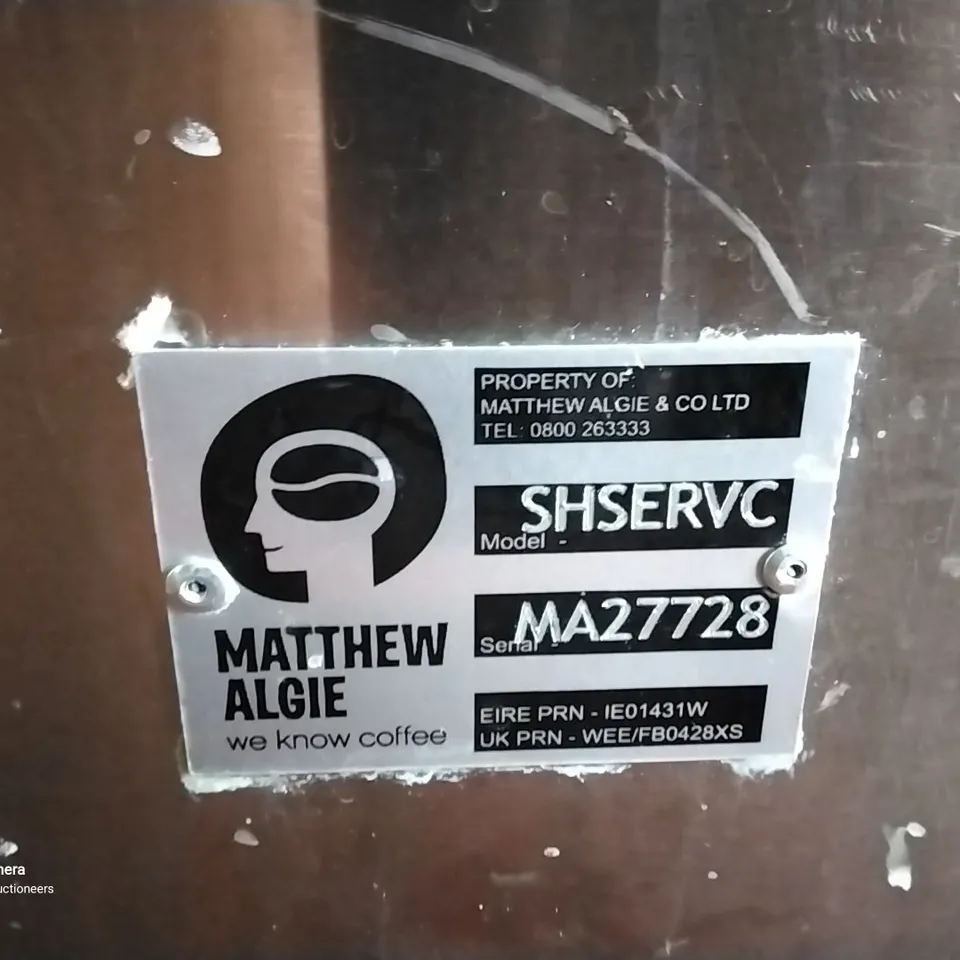 PROPERTY OF:
MATTHEW ALGIE & CO LTD
TEL: 0800 263333
SHSERVC
Model -
MA27728
Serial -
EIRE PRN - IE01431W
UK PRN - WEE/FB0428XS
MATTHEW
ALGIE
we know coffee